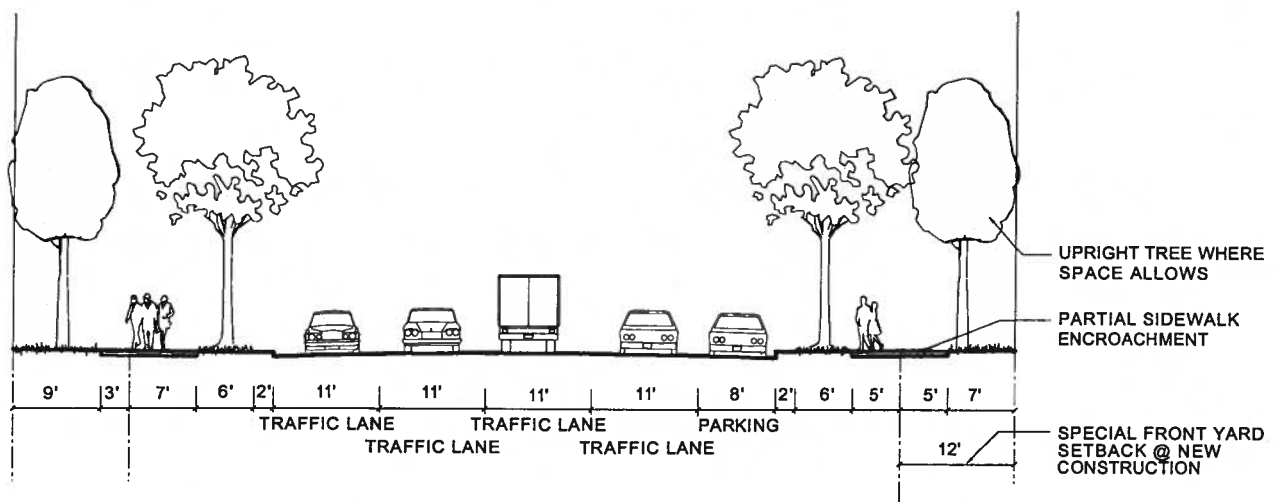 UPRIGHT TREE WHERE
SPACE ALLOWS
PARTIAL SIDEWALK
ENCROACHMENT
9' 3' 7' 6' 2' 11' 11' 11' 11' 8' 2' 6' 5' 5' 7'
TRAFFIC LANE TRAFFIC LANE PARKING
TRAFFIC LANE TRAFFIC LANE
12'
SPECIAL FRONT YARD
SETBACK @ NEW
CONSTRUCTION